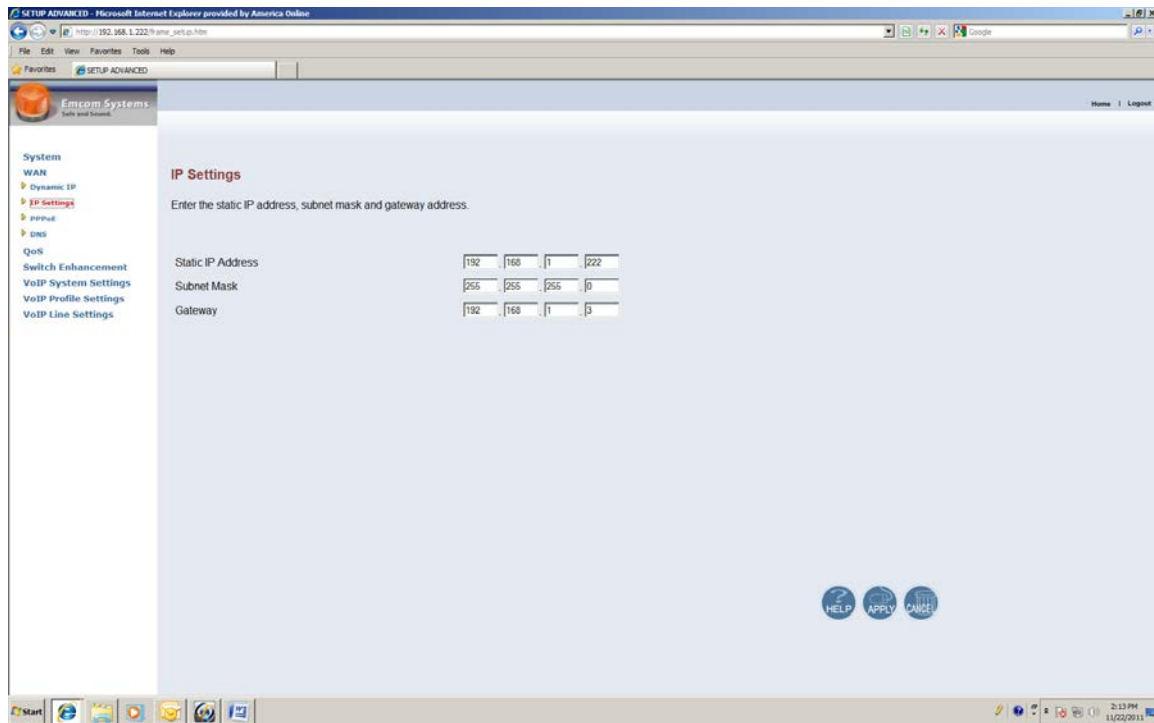 SETUP ADVANCED - Microsoft Internet Explorer provided by America Online
http://192.168.1.222/frame_setup.htm
Google
File Edit View Favorites Tools Help
Favorites SETUP ADVANCED
Emcom Systems
Safe and Sound.
Home | Logout
System
WAN
Dynamic IP
IP Settings
PPPoE
DNS
QoS
Switch Enhancement
VoIP System Settings
VoIP Profile Settings
VoIP Line Settings
IP Settings
Enter the static IP address, subnet mask and gateway address.
Static IP Address 192 . 168 . 1 . 222
Subnet Mask 255 . 255 . 255 . 0
Gateway 192 . 168 . 1 . 3
? HELP APPLY CANCEL
Start
2:13 PM
11/22/2011